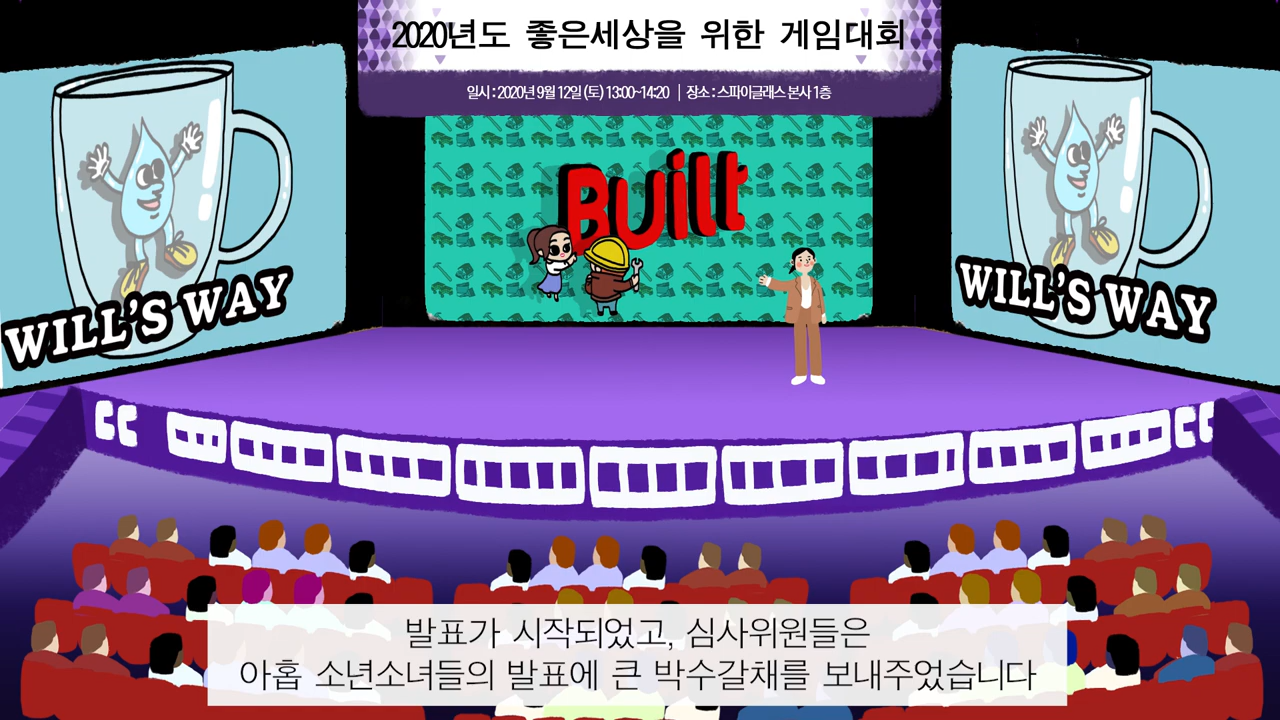 2020년도 좋은세상을 위한 게임대회
일시 : 2020년 9월 12일 (토) 13:00~14:20 | 장소 : 스파이글래스 본사 1층
Built
WILL'S WAY
WILL'S WAY
발표가 시작되었고, 심사위원들은
아홉 소년소녀들의 발표에 큰 박수갈채를 보내주었습니다